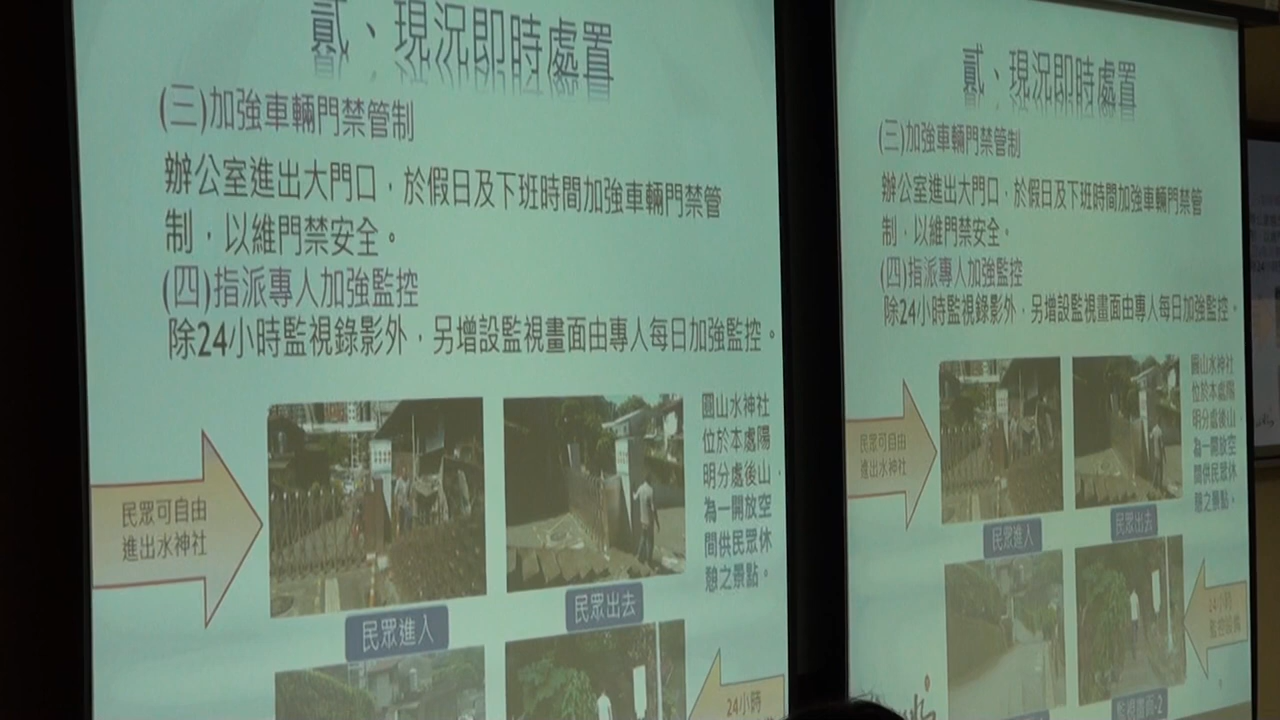 貳、現況即時處置
(三)加強車輛門禁管制
辦公室進出大門口，於假日及下班時間加強車輛門禁管
制，以維門禁安全。
(四)指派專人加強監控
除24小時監視錄影外，另增設監視畫面由專人每日加強監控。
民眾可自由
進出水神社
圓山水神社
位於本處陽
明分處後山，
為一開放空
間供民眾休
憩之景點。
民眾進入
民眾出去
24小時
貳、現況即時處置
(三)加強車輛門禁管制
辦公室進出大門口，於假日及下班時間加強車輛門禁管
制，以維門禁安全。
(四)指派專人加強監控
除24小時監視錄影外，另增設監視畫面由專人每日加強監控。
民眾可自由
進出水神社
圓山水神社
位於本處陽
明分處後山，
為一開放空
間供民眾休
憩之景點。
民眾進入
民眾出去
24小時
監視畫面-2